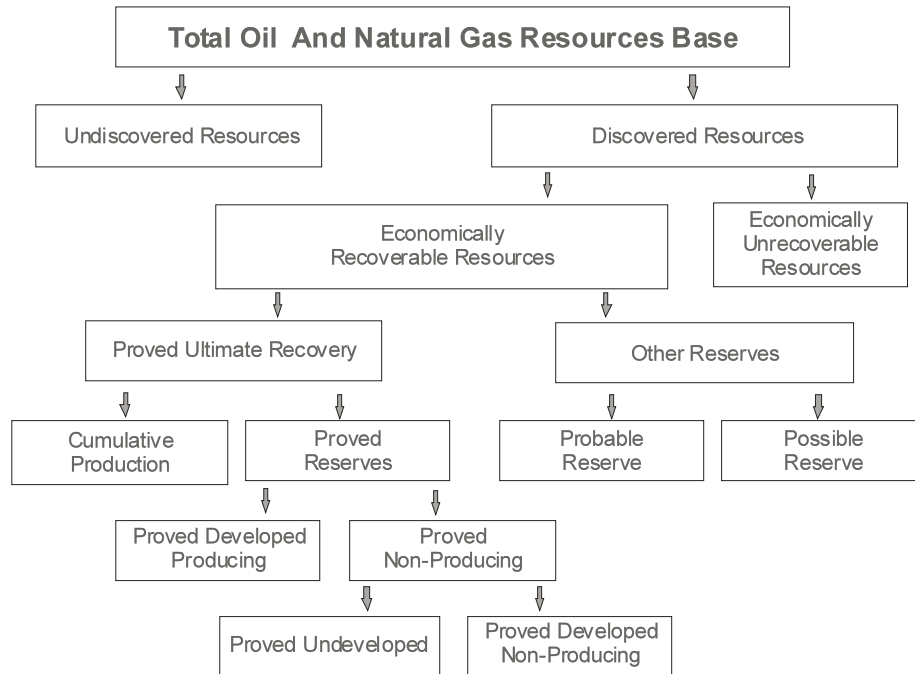 Total Oil And Natural Gas Resources Base
Undiscovered Resources
Discovered Resources
Economically
Recoverable Resources
Economically
Unrecoverable
Resources
Proved Ultimate Recovery
Other Reserves
Cumulative
Production
Proved
Reserves
Probable
Reserve
Possible
Reserve
Proved Developed
Producing
Proved
Non-Producing
Proved Undeveloped
Proved Developed
Non-Producing